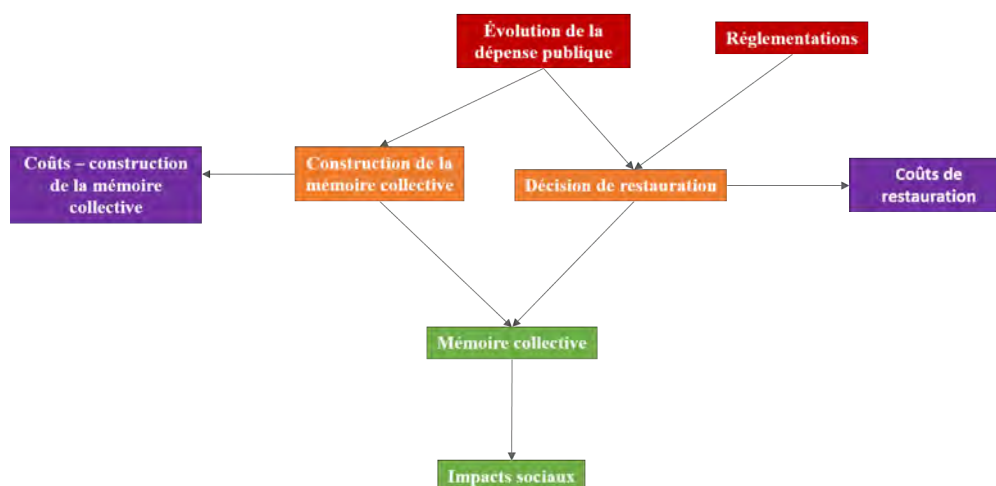 Évolution de la
dépense publique
Réglementations
Coûts – construction
de la mémoire
collective
Construction de la
mémoire collective
Décision de restauration
Coûts de
restauration
Mémoire collective
Impacts sociaux